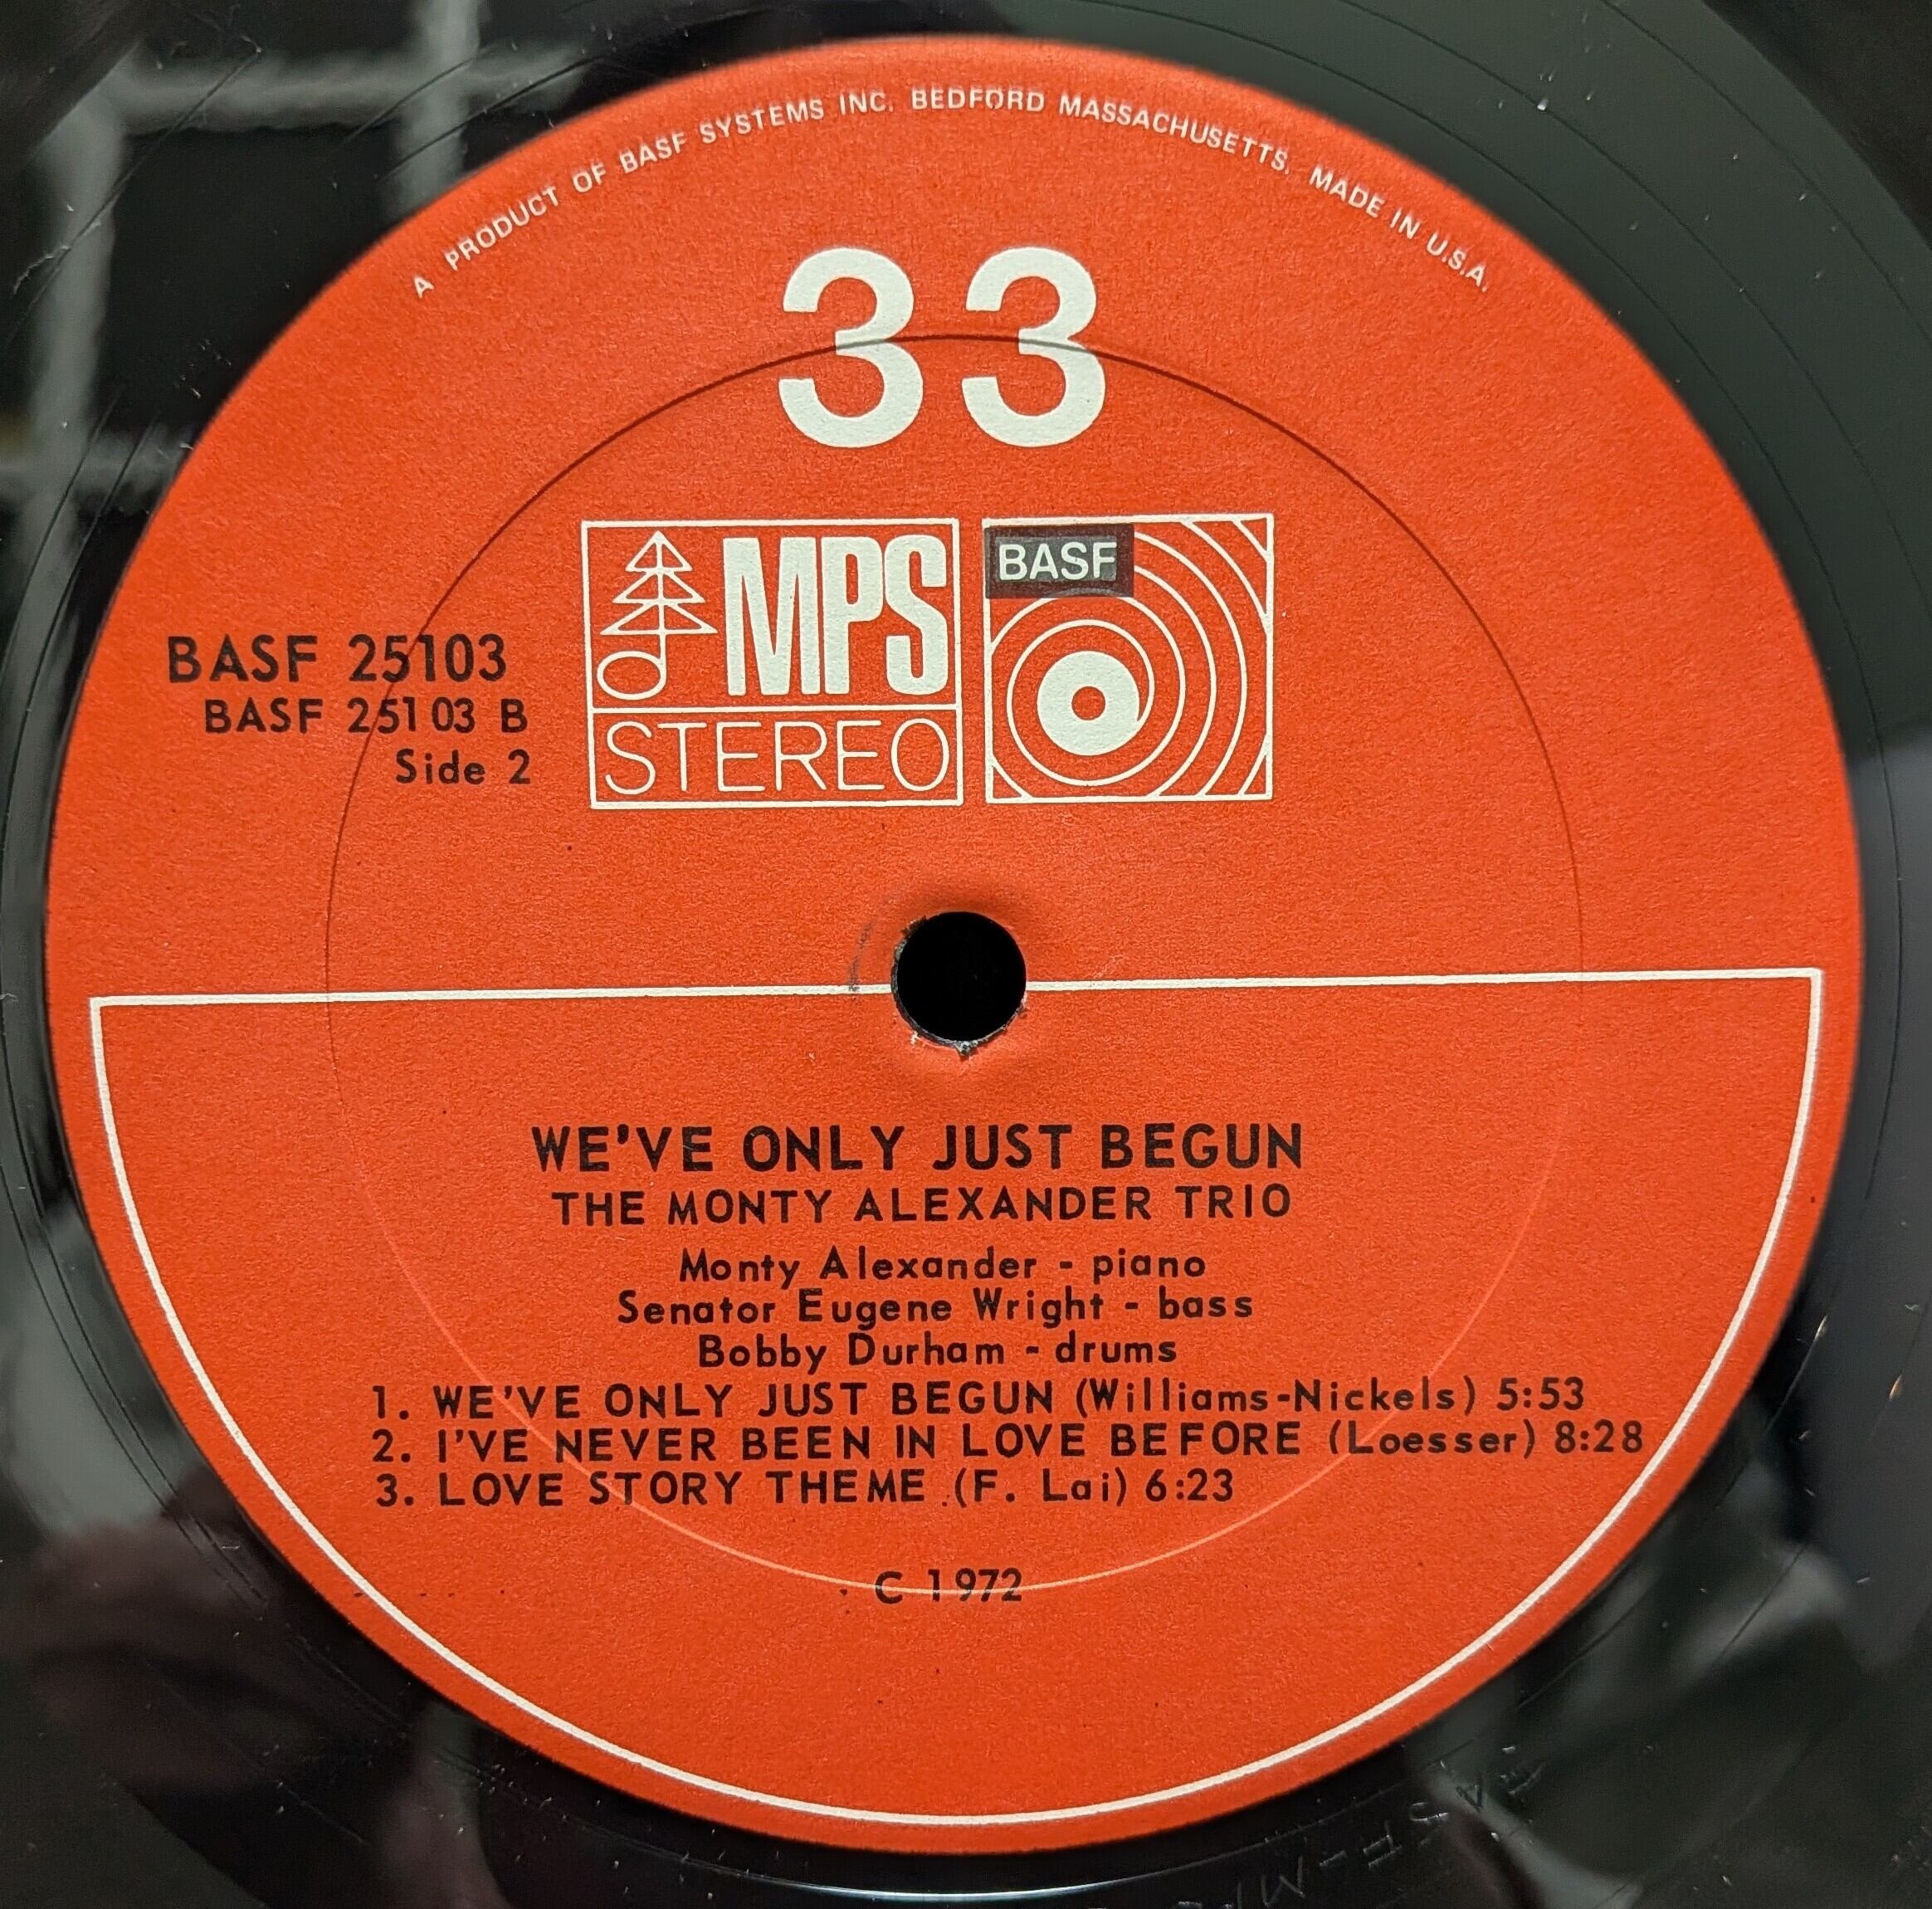 A PRODUCT OF BASF SYSTEMS INC. BEDFORD MASSACHUSETTS. MADE IN U.S.A.
33
MPS
STEREO
BASF
BASF 25103
BASF 25103 B
Side 2
WE'VE ONLY JUST BEGUN
THE MONTY ALEXANDER TRIO
Monty Alexander - piano
Senator Eugene Wright - bass
Bobby Durham - drums
1. WE'VE ONLY JUST BEGUN (Williams-Nickels) 5:53
2. I'VE NEVER BEEN IN LOVE BEFORE (Loesser) 8:28
3. LOVE STORY THEME (F. Lai) 6:23
C 1972